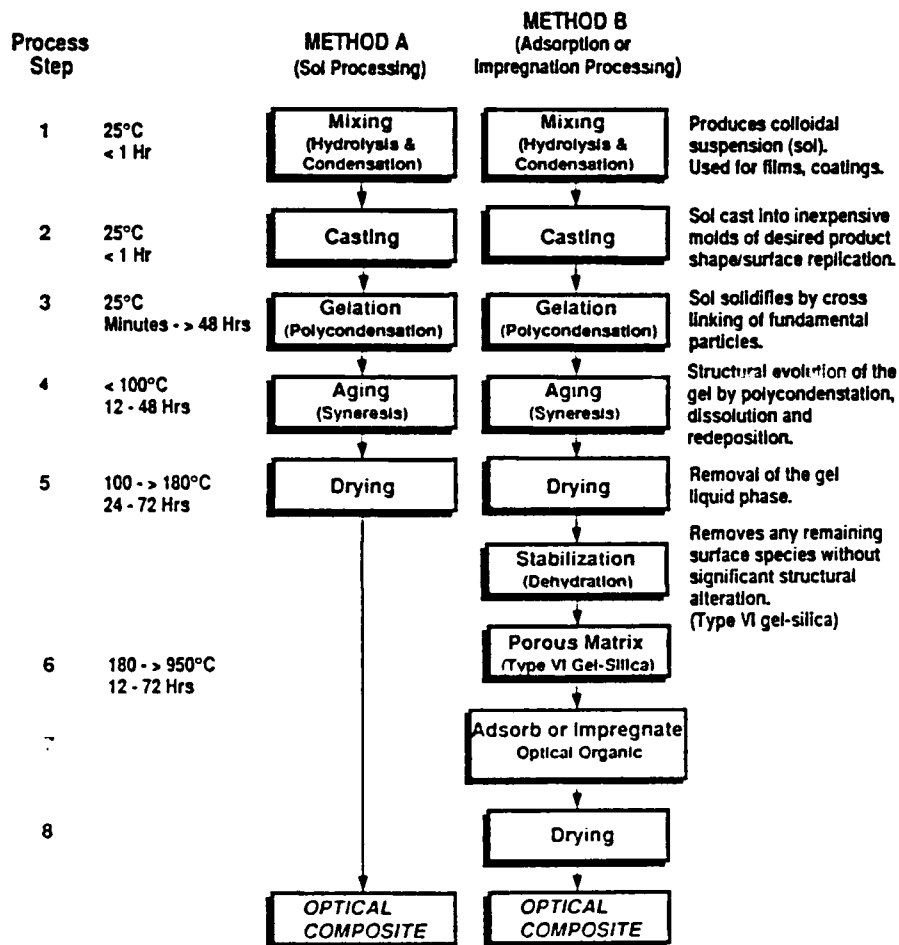 Process
Step
METHOD A
(Sol Processing)
METHOD B
(Adsorption or
Impregnation Processing)
1
25°C
< 1 Hr
Mixing
(Hydrolysis &
Condensation)
Mixing
(Hydrolysis &
Condensation)
Produces colloidal
suspension (sol).
Used for films, coatings.
2
25°C
< 1 Hr
Casting
Casting
Sol cast into inexpensive
molds of desired product
shape/surface replication.
3
25°C
Minutes - > 48 Hrs
Gelation
(Polycondensation)
Gelation
(Polycondensation)
Sol solidifies by cross
linking of fundamental
particles.
4
< 100°C
12 - 48 Hrs
Aging
(Syneresis)
Aging
(Syneresis)
Structural evolution of the
gel by polycondenstation,
dissolution and
redeposition.
5
100 - > 180°C
24 - 72 Hrs
Drying
Drying
Removal of the gel
liquid phase.
Stabilization
(Dehydration)
Removes any remaining
surface species without
significant structural
alteration.
(Type VI gel-silica)
6
180 - > 950°C
12 - 72 Hrs
Porous Matrix
(Type VI Gel-Silica)
Adsorb or Impregnate
Optical Organic
8
Drying
OPTICAL
COMPOSITE
OPTICAL
COMPOSITE